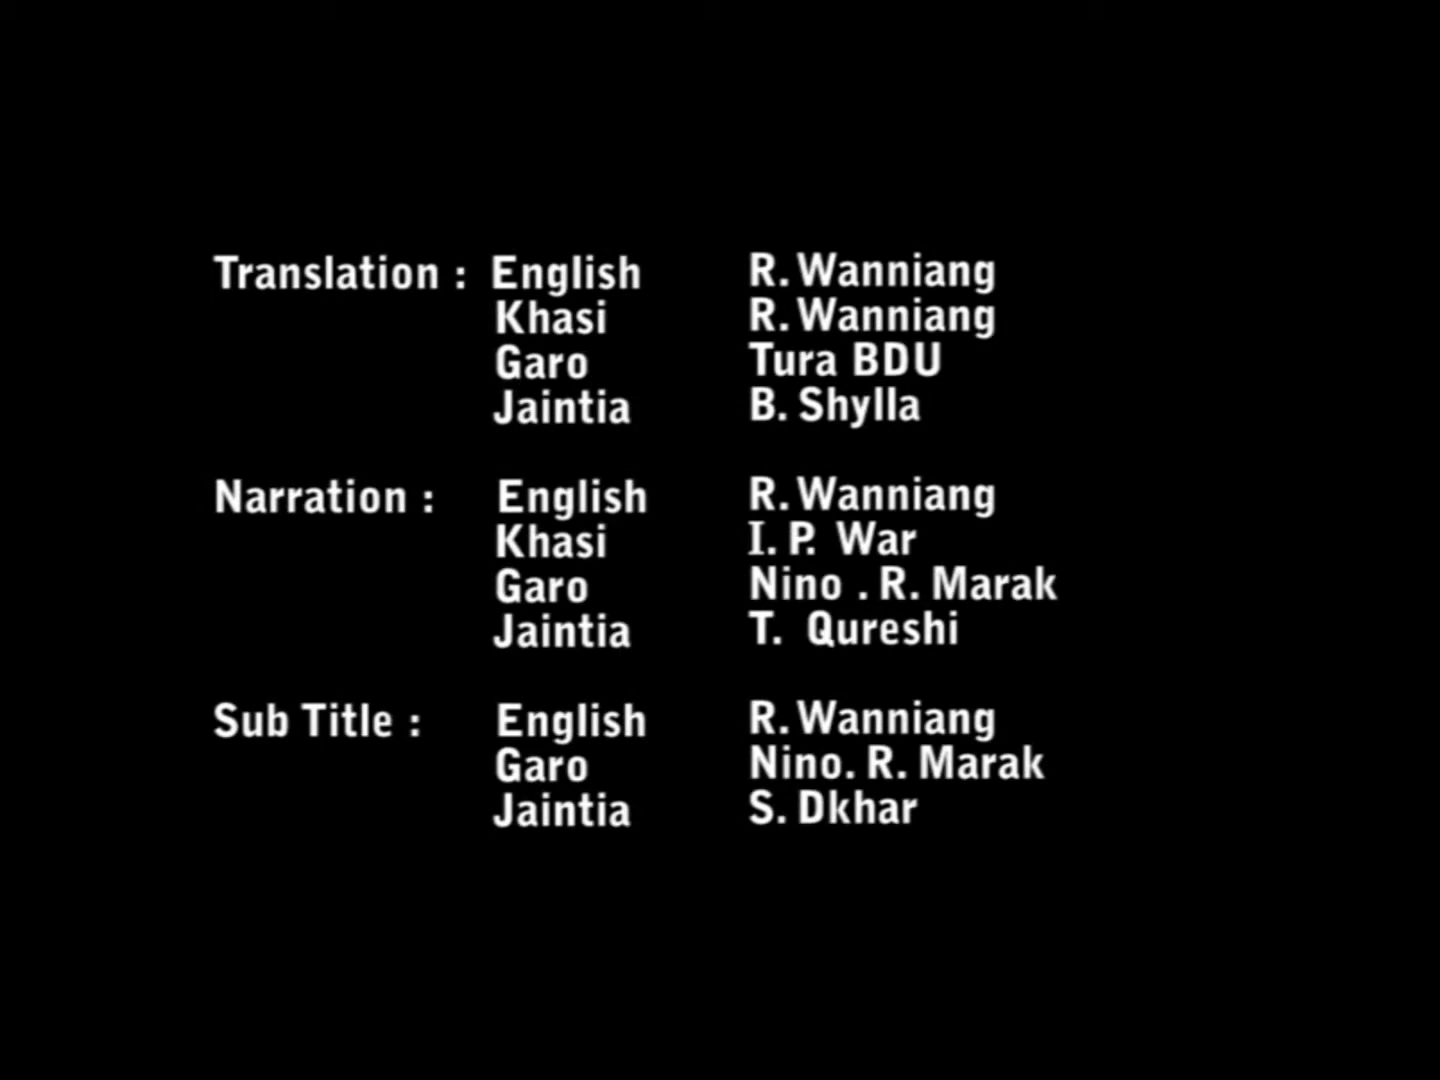 Translation : English R. Wanniang
Khasi R. Wanniang
Garo Tura BDU
Jaintia B. Shylla
Narration : English R. Wanniang
Khasi I. P. War
Garo Nino . R. Marak
Jaintia T. Qureshi
Sub Title : English R. Wanniang
Garo Nino. R. Marak
Jaintia S. Dkhar